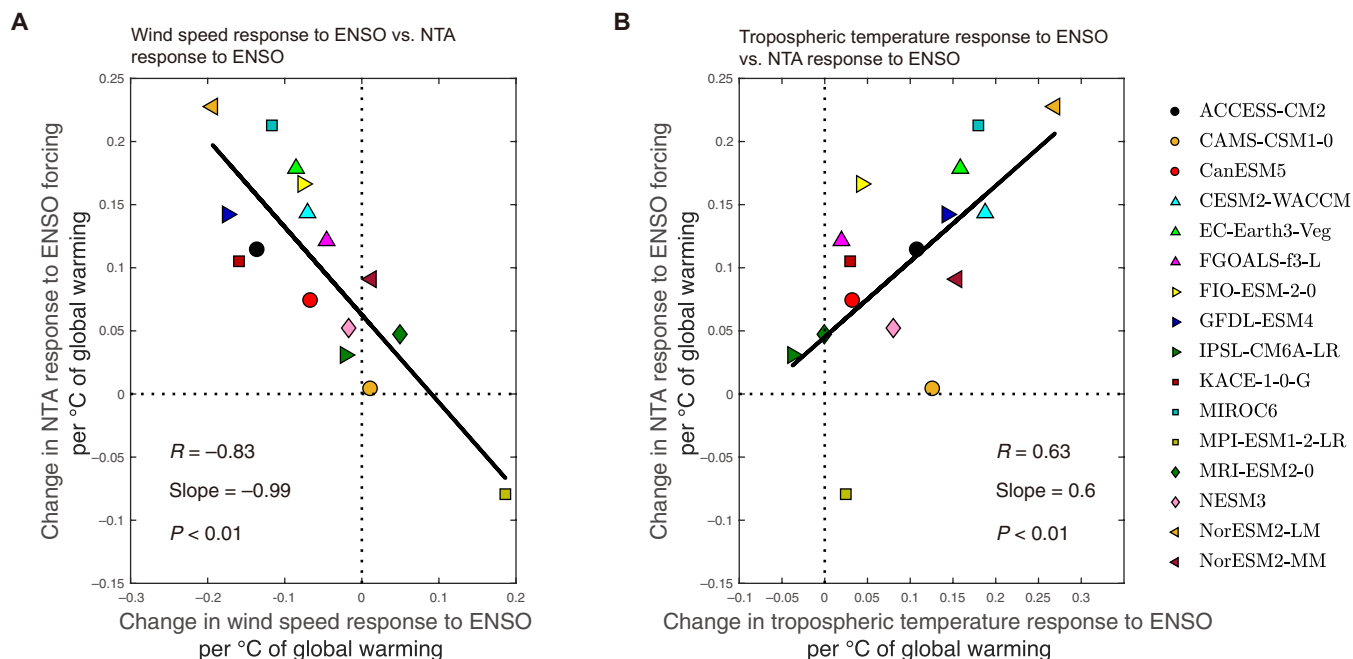 A
Wind speed response to ENSO vs. NTA
response to ENSO
Change in NTA response to ENSO forcing
per °C of global warming
0.25
0.2
0.15
0.1
0.05
0
−0.05
−0.1
−0.15
R = −0.83
Slope = −0.99
P < 0.01
−0.3
−0.2
−0.1
0
0.1
0.2
Change in wind speed response to ENSO
per °C of global warming
B
Tropospheric temperature response to ENSO
vs. NTA response to ENSO
Change in NTA response to ENSO forcing
per °C of global warming
0.25
0.2
0.15
0.1
0.05
0
−0.05
−0.1
−0.15
R = 0.63
Slope = 0.6
P < 0.01
-0.1
0
0.05
0.1
0.15
0.2
0.25
0.3
Change in tropospheric temperature response to ENSO
per °C of global warming
ACCESS-CM2
CAMS-CSM1-0
CanESM5
CESM2-WACCM
EC-Earth3-Veg
FGOALS-f3-L
FIO-ESM-2-0
GFDL-ESM4
IPSL-CM6A-LR
KACE-1-0-G
MIROC6
MPI-ESM1-2-LR
MRI-ESM2-0
NESM3
NorESM2-LM
NorESM2-MM